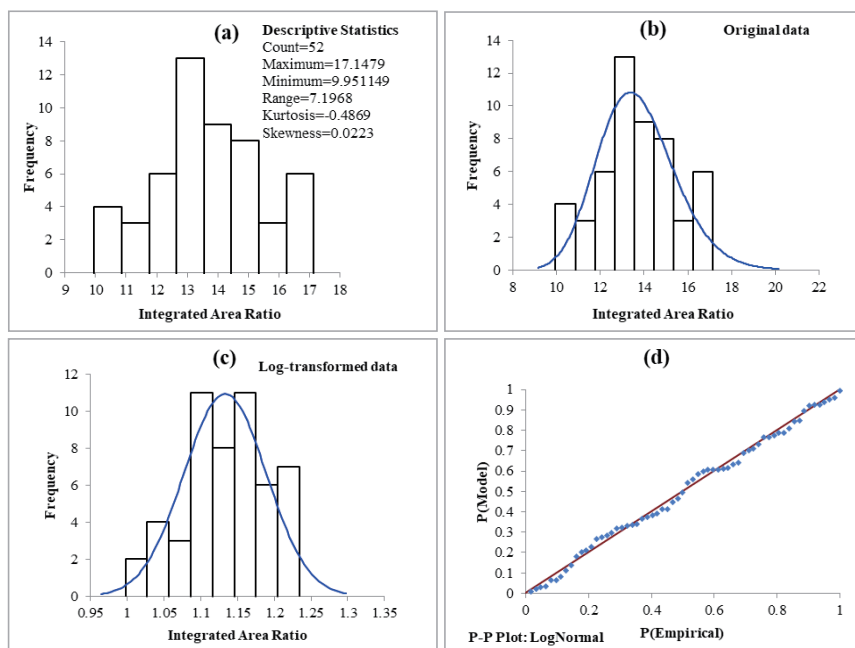 (a)
Descriptive Statistics
Count=52
Maximum=17.1479
Minimum=9.951149
Range=7.1968
Kurtosis=-0.4869
Skewness=0.0223
Frequency
14
12
10
8
6
4
2
0
9 10 11 12 13 14 15 16 17 18
Integrated Area Ratio
(b)
Original data
Frequency
14
12
10
8
6
4
2
0
8 10 12 14 16 18 20 22
Integrated Area Ratio
(c)
Log-transformed data
Frequency
12
10
8
6
4
2
0
0.95 1 1.05 1.1 1.15 1.2 1.25 1.3 1.35
Integrated Area Ratio
(d)
P(Model)
1
0.9
0.8
0.7
0.6
0.5
0.4
0.3
0.2
0.1
0
0 0.2 0.4 0.6 0.8 1
P-P Plot: LogNormal
P(Empirical)